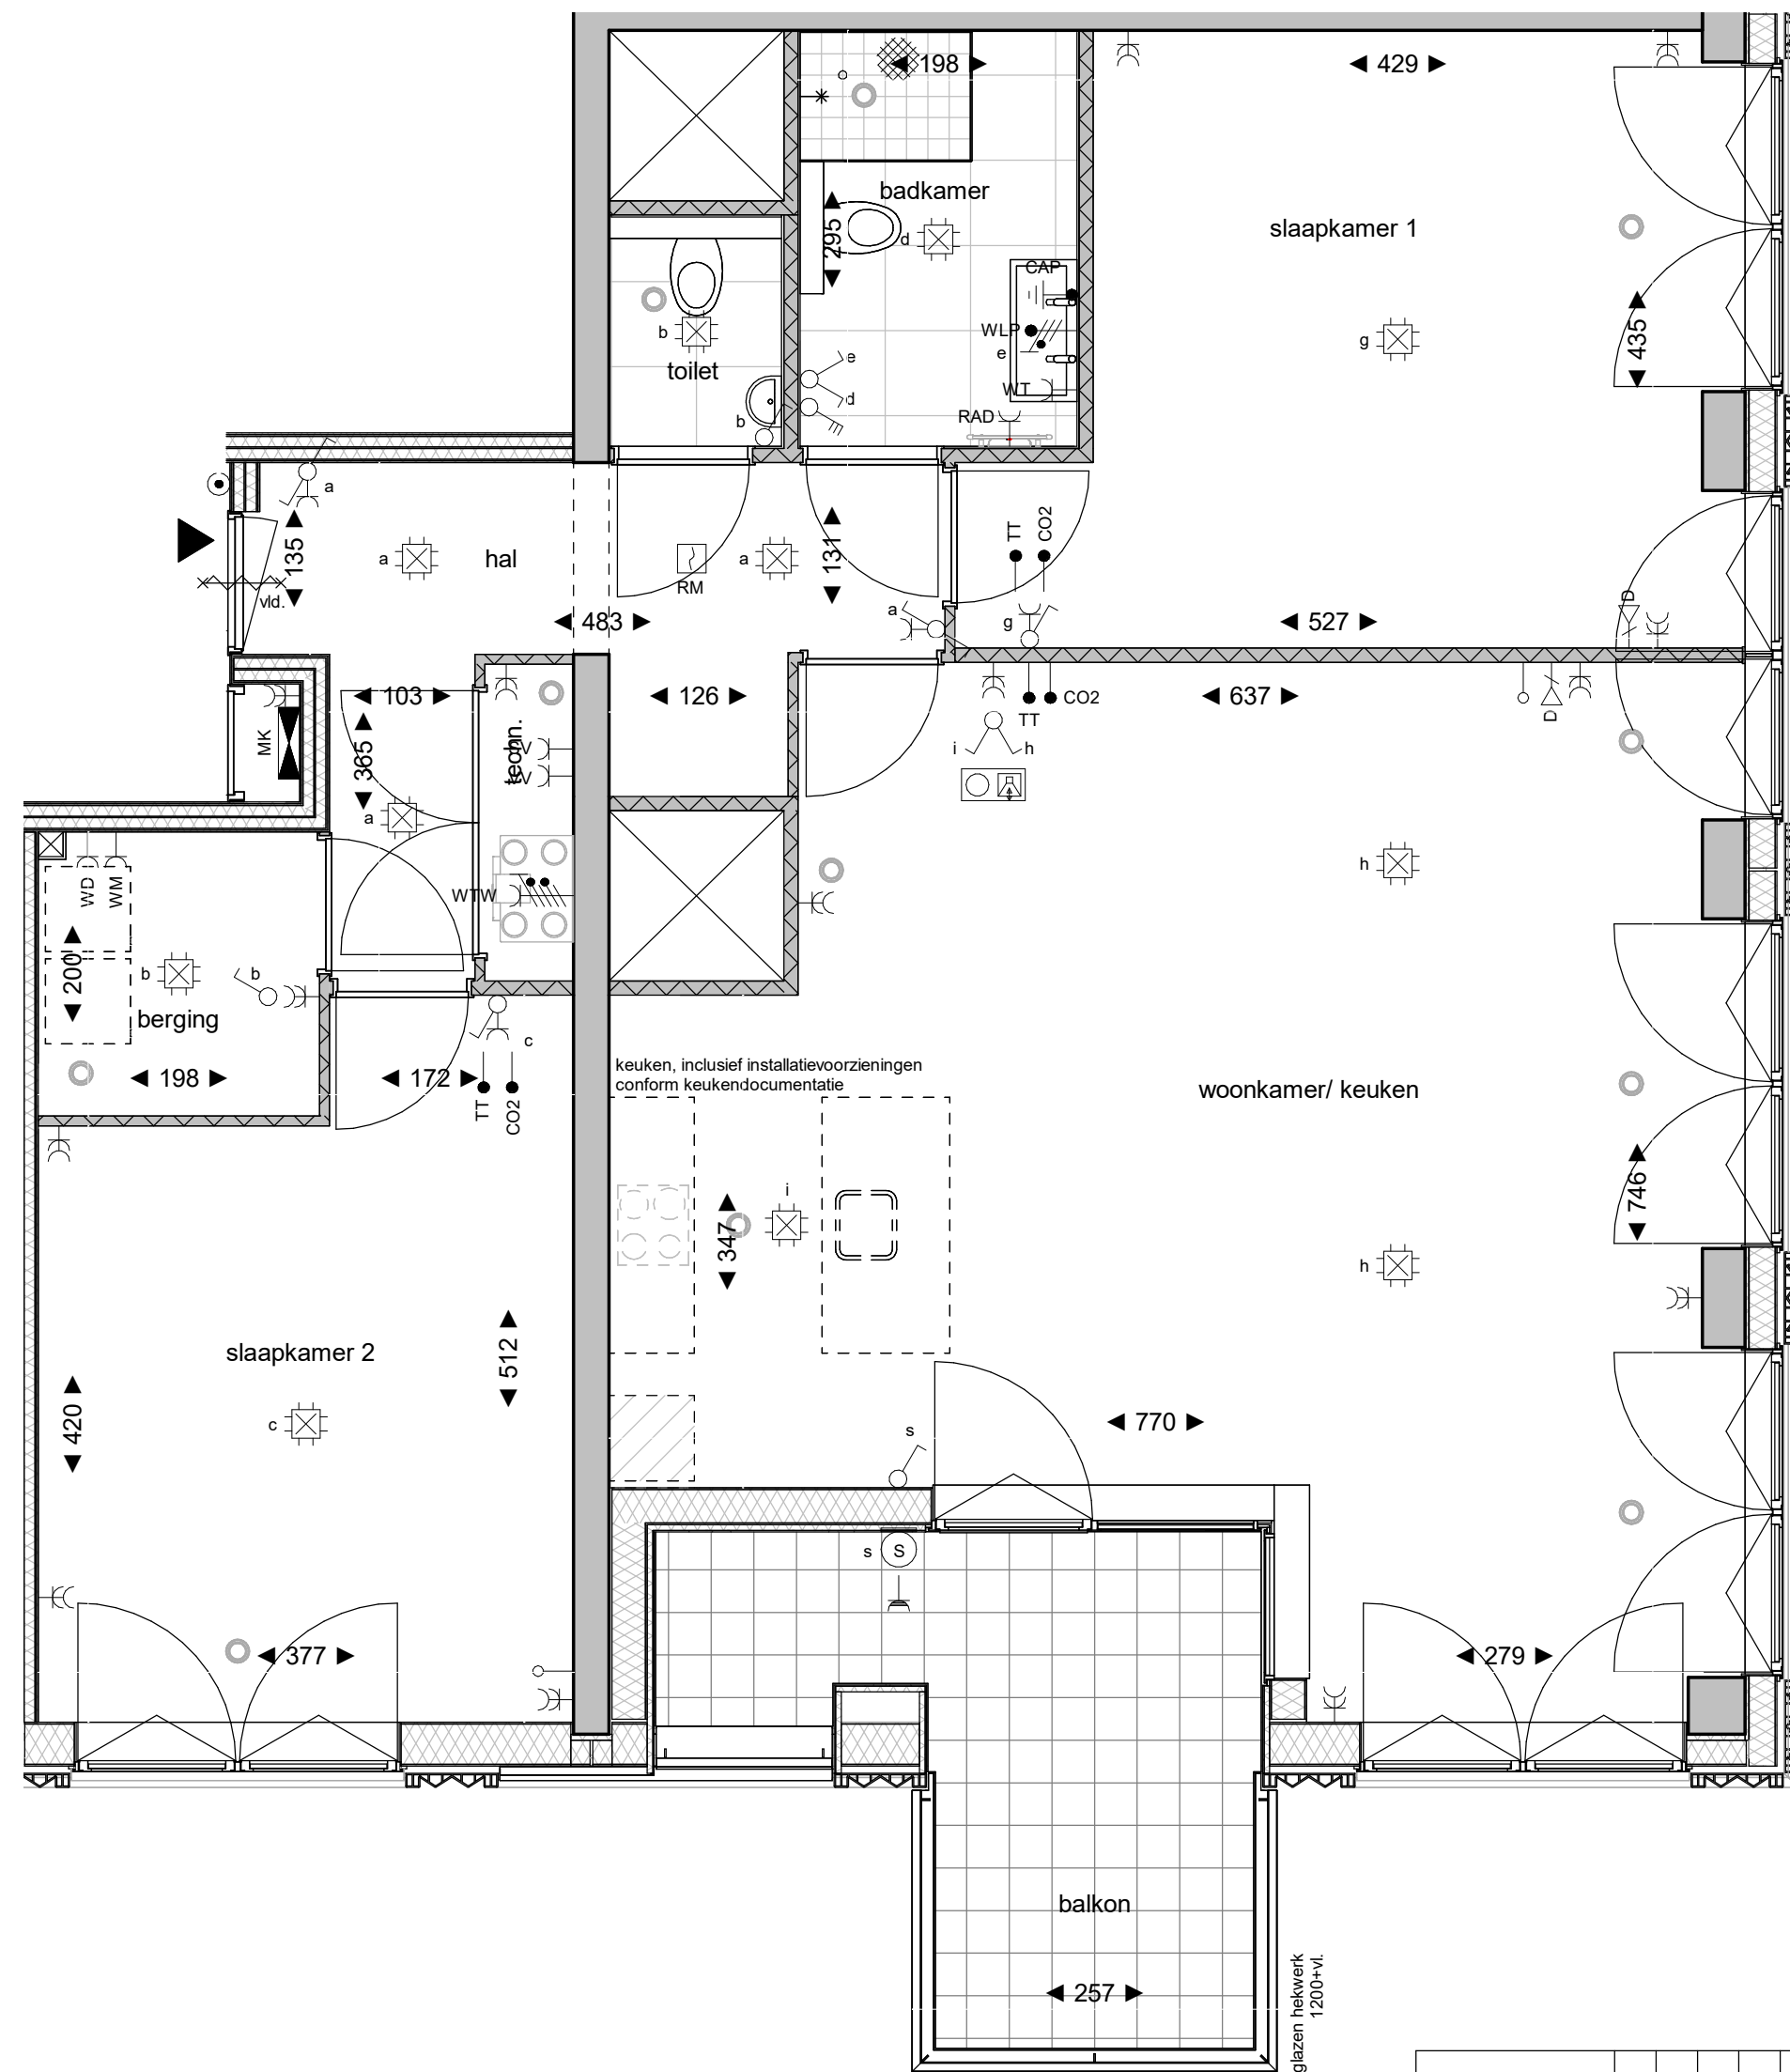 198
429
badkamer
slaapkamer 1
295
d
CAP
WLP
e
435
g
b
toilet
e
WT
d
b
RAD
a
135
a
hal
RM
a
131
TT
CO2
vld.
483
a
g
527
D
103
126
CO2
637
TT
D
MK
365
techn.
i
h
a
h
WD
WM
WTW
200
b
b
berging
c
198
172
TT
CO2
keuken, inclusief installatievoorzieningen
conform keukendocumentatie
woonkamer/ keuken
i
347
746
h
slaapkamer 2
512
420
c
770
s
s
S
377
279
balkon
257
glazen hekwerk
1200+vl.